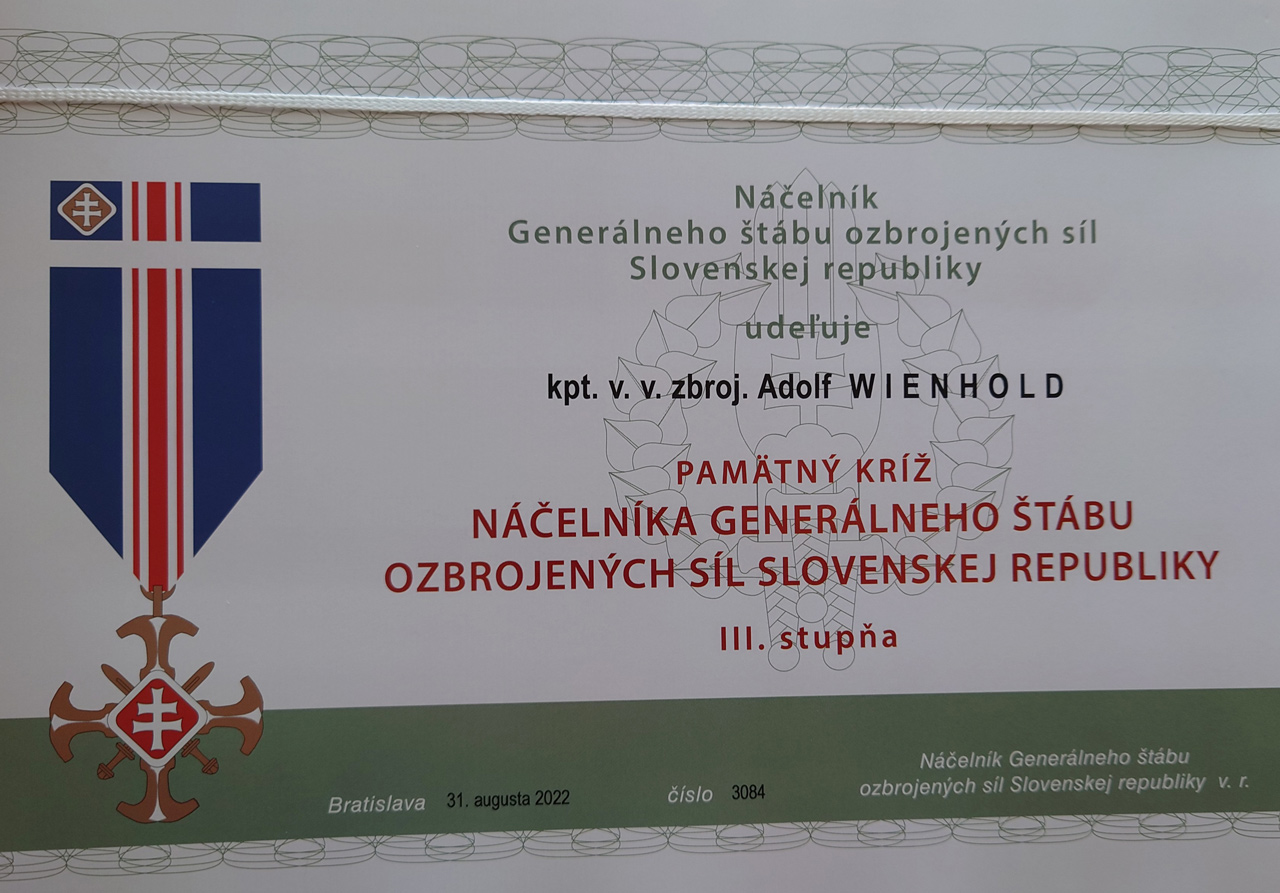 Náčelník
Generálneho štábu ozbrojených síl
Slovenskej republiky
udeľuje
kpt. v. v. zbroj. Adolf WIENHOLD
PAMÄTNÝ KRÍŽ
NÁČELNÍKA GENERÁLNEHO ŠTÁBU
OZBROJENÝCH SÍL SLOVENSKEJ REPUBLIKY
III. stupňa
Bratislava 31. augusta 2022
číslo 3084
Náčelník Generálneho štábu
ozbrojených síl Slovenskej republiky v. r.